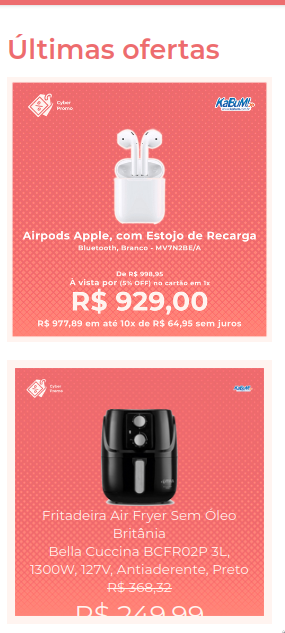 Últimas ofertas
Cyber
Promo
KaBuM!
Airpods Apple, com Estojo de Recarga
Bluetooth, Branco - MV7N2BE/A
De R$ 998,95
À vista por (5% OFF) no cartão em 1x
R$ 929,00
R$ 977,89 em até 10x de R$ 64,95 sem juros
Cyber
Promo
KaBuM!
Fritadeira Air Fryer Sem Óleo
Britânia
Bella Cuccina BCFR02P 3L,
1300W, 127V, Antiaderente, Preto
R$ 368,32
R$ 249,99